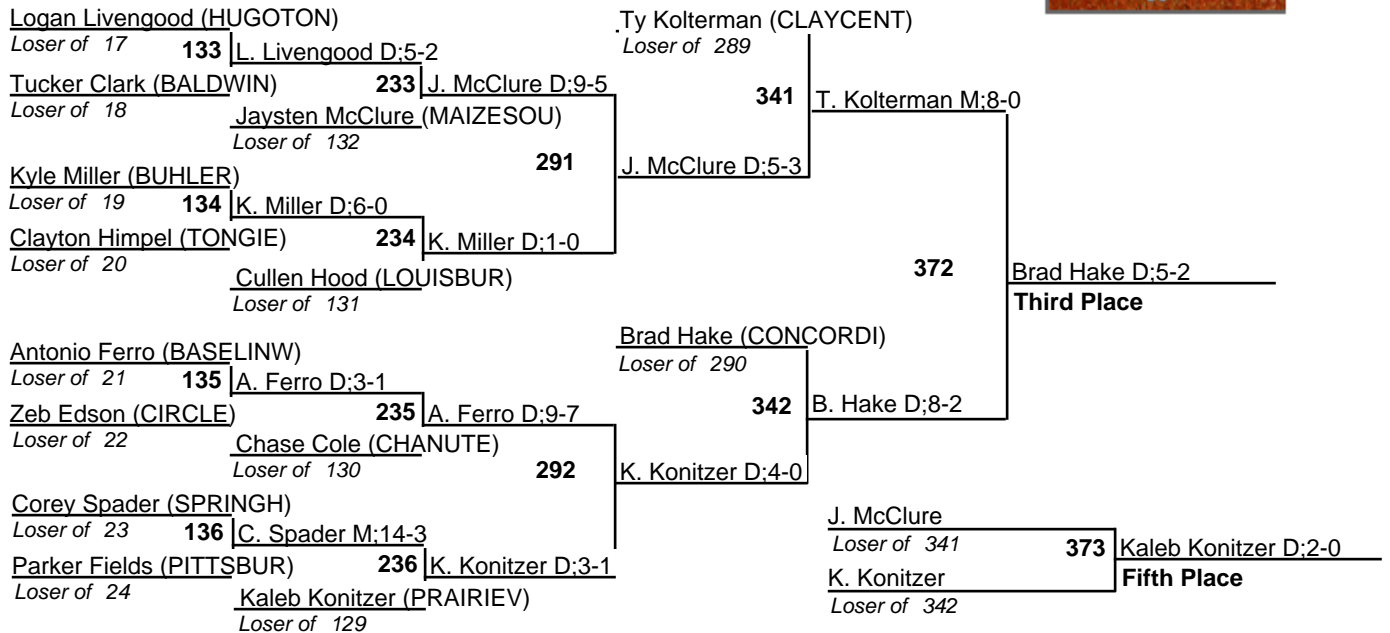 Logan Livengood (HUGOTON)
Loser of 17
133
L. Livengood D;5-2
Tucker Clark (BALDWIN)
Loser of 18
233
J. McClure D;9-5
Jaysten McClure (MAIZESOU)
Loser of 132
Kyle Miller (BUHLER)
Loser of 19
134
K. Miller D;6-0
Clayton Himpel (TONGIE)
Loser of 20
234
K. Miller D;1-0
Cullen Hood (LOUISBUR)
Loser of 131
291
J. McClure D;5-3
Ty Kolterman (CLAYCENT)
Loser of 289
341
T. Kolterman M;8-0
Antonio Ferro (BASELINW)
Loser of 21
135
A. Ferro D;3-1
Zeb Edson (CIRCLE)
Loser of 22
235
A. Ferro D;9-7
Chase Cole (CHANUTE)
Loser of 130
Corey Spader (SPRINGH)
Loser of 23
136
C. Spader M;14-3
Parker Fields (PITTSBUR)
Loser of 24
236
K. Konitzer D;3-1
Kaleb Konitzer (PRAIRIEV)
Loser of 129
292
K. Konitzer D;4-0
Brad Hake (CONCORDI)
Loser of 290
342
B. Hake D;8-2
372
Brad Hake D;5-2
Third Place
J. McClure
Loser of 341
K. Konitzer
Loser of 342
373
Kaleb Konitzer D;2-0
Fifth Place